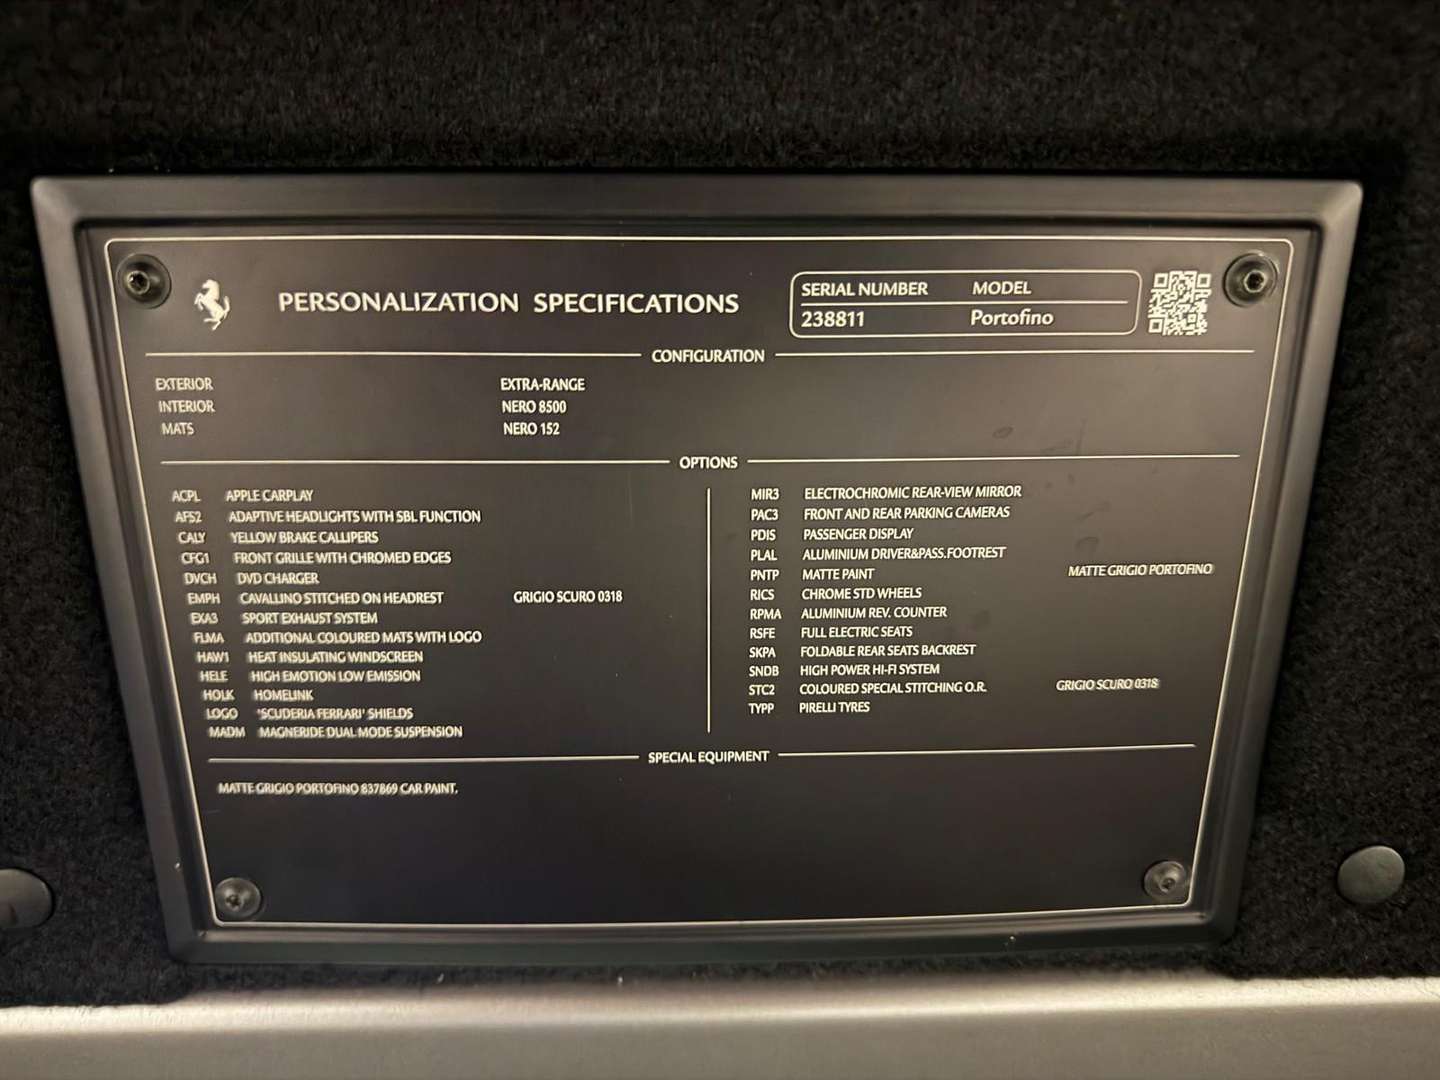 PERSONALIZATION SPECIFICATIONS
SERIAL NUMBER MODEL
238811 Portofino
CONFIGURATION
EXTERIOR EXTRA-RANGE
INTERIOR NERO 8500
MATS NERO 152
OPTIONS
ACPL APPLE CARPLAY
AFS2 ADAPTIVE HEADLIGHTS WITH SBL FUNCTION
CALY YELLOW BRAKE CALLIPERS
CFG1 FRONT GRILLE WITH CHROMED EDGES
DVCH DVD CHARGER
EMPH CAVALLINO STITCHED ON HEADREST GRIGIO SCURO 0318
EXA3 SPORT EXHAUST SYSTEM
FLMA ADDITIONAL COLOURED MATS WITH LOGO
HAW1 HEAT INSULATING WINDSCREEN
HELE HIGH EMOTION LOW EMISSION
HOLK HOMELINK
LOGO 'SCUDERIA FERRARI' SHIELDS
MADM MAGNERIDE DUAL MODE SUSPENSION
MIR3 ELECTROCHROMIC REAR-VIEW MIRROR
PAC3 FRONT AND REAR PARKING CAMERAS
PDIS PASSENGER DISPLAY
PLAL ALUMINIUM DRIVER&PASS.FOOTREST
PNTP MATTE PAINT MATTE GRIGIO PORTOFINO
RICS CHROME STD WHEELS
RPMA ALUMINIUM REV. COUNTER
RSFE FULL ELECTRIC SEATS
SKPA FOLDABLE REAR SEATS BACKREST
SNDB HIGH POWER HI-FI SYSTEM
STC2 COLOURED SPECIAL STITCHING O.R. GRIGIO SCURO 0318
TYPP PIRELLI TYRES
SPECIAL EQUIPMENT
MATTE GRIGIO PORTOFINO 837869 CAR PAINT.